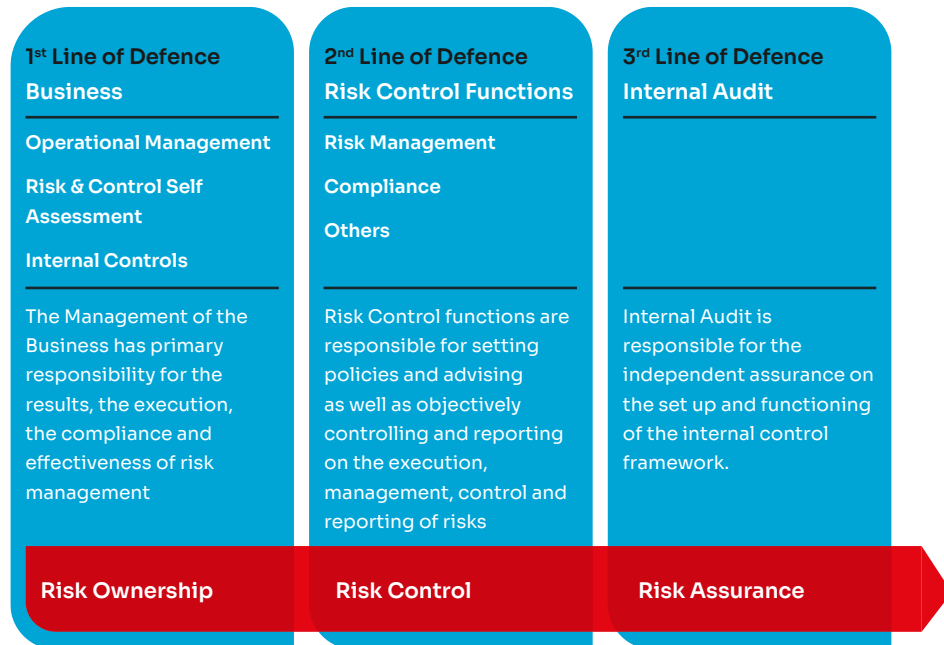 1st Line of Defence
Business
Operational Management
Risk & Control Self
Assessment
Internal Controls
The Management of the
Business has primary
responsibility for the
results, the execution,
the compliance and
effectiveness of risk
management
Risk Ownership
2nd Line of Defence
Risk Control Functions
Risk Management
Compliance
Others
Risk Control functions are
responsible for setting
policies and advising
as well as objectively
controlling and reporting
on the execution,
management, control and
reporting of risks
Risk Control
3rd Line of Defence
Internal Audit
Internal Audit is
responsible for the
independent assurance on
the set up and functioning
of the internal control
framework.
Risk Assurance